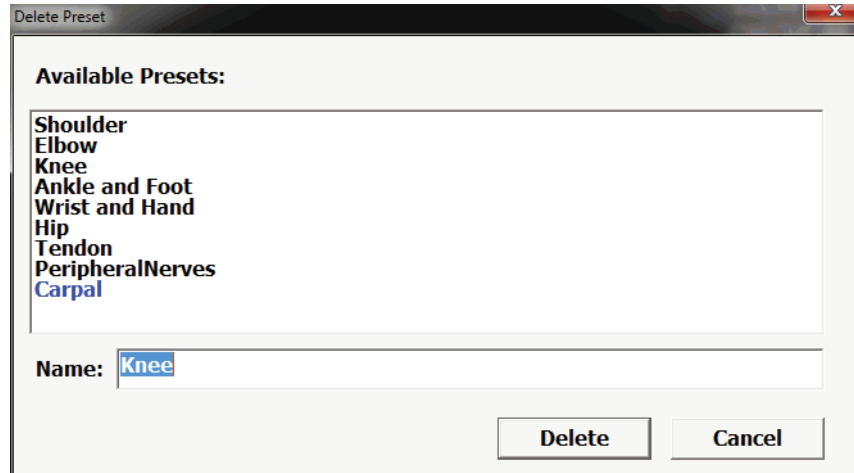 Delete Preset
x
Available Presets:
Shoulder
Elbow
Knee
Ankle and Foot
Wrist and Hand
Hip
Tendon
PeripheralNerves
Carpal
Name: Knee
Delete Cancel